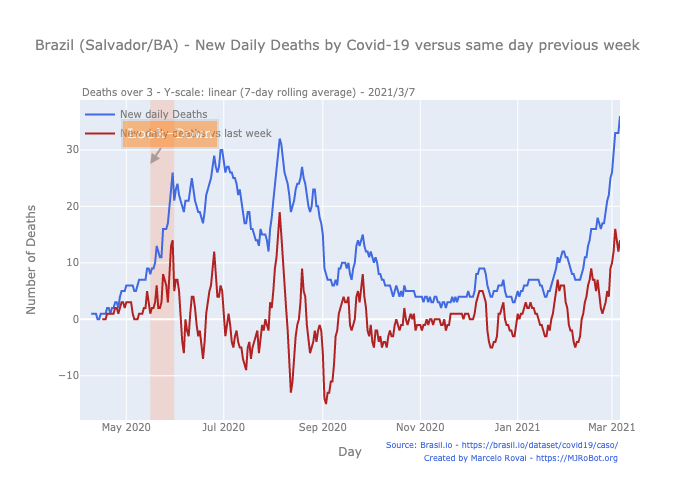 Brazil (Salvador/BA) - New Daily Deaths by Covid-19 versus same day previous week
Deaths over 3 - Y-scale: linear (7-day rolling average) - 2021/3/7
New daily Deaths
New daily deaths vs last week
Lock-Down
30
20
10
0
−10
Number of Deaths
May 2020
Jul 2020
Sep 2020
Nov 2020
Jan 2021
Mar 2021
Day
Source: Brasil.io - https://brasil.io/dataset/covid19/caso/
Created by Marcelo Rovai - https://MJRoBot.org